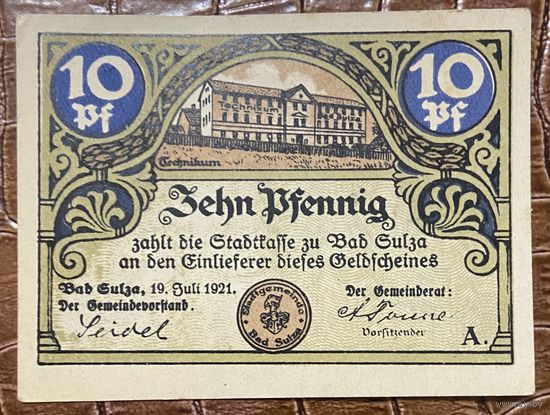 10 Pf
10 Pf
Technikum
Technikum
Zehn Pfennig
zahlt die Stadtkasse zu Bad Sulza
an den Einlieferer dieses Geldscheines
Bad Sulza, 19. Juli 1921.
Der Gemeindevorstand.
Seidel
Stadtgemeinde
Bad Sulza
Der Gemeinderat:
Vorsitzender
A.